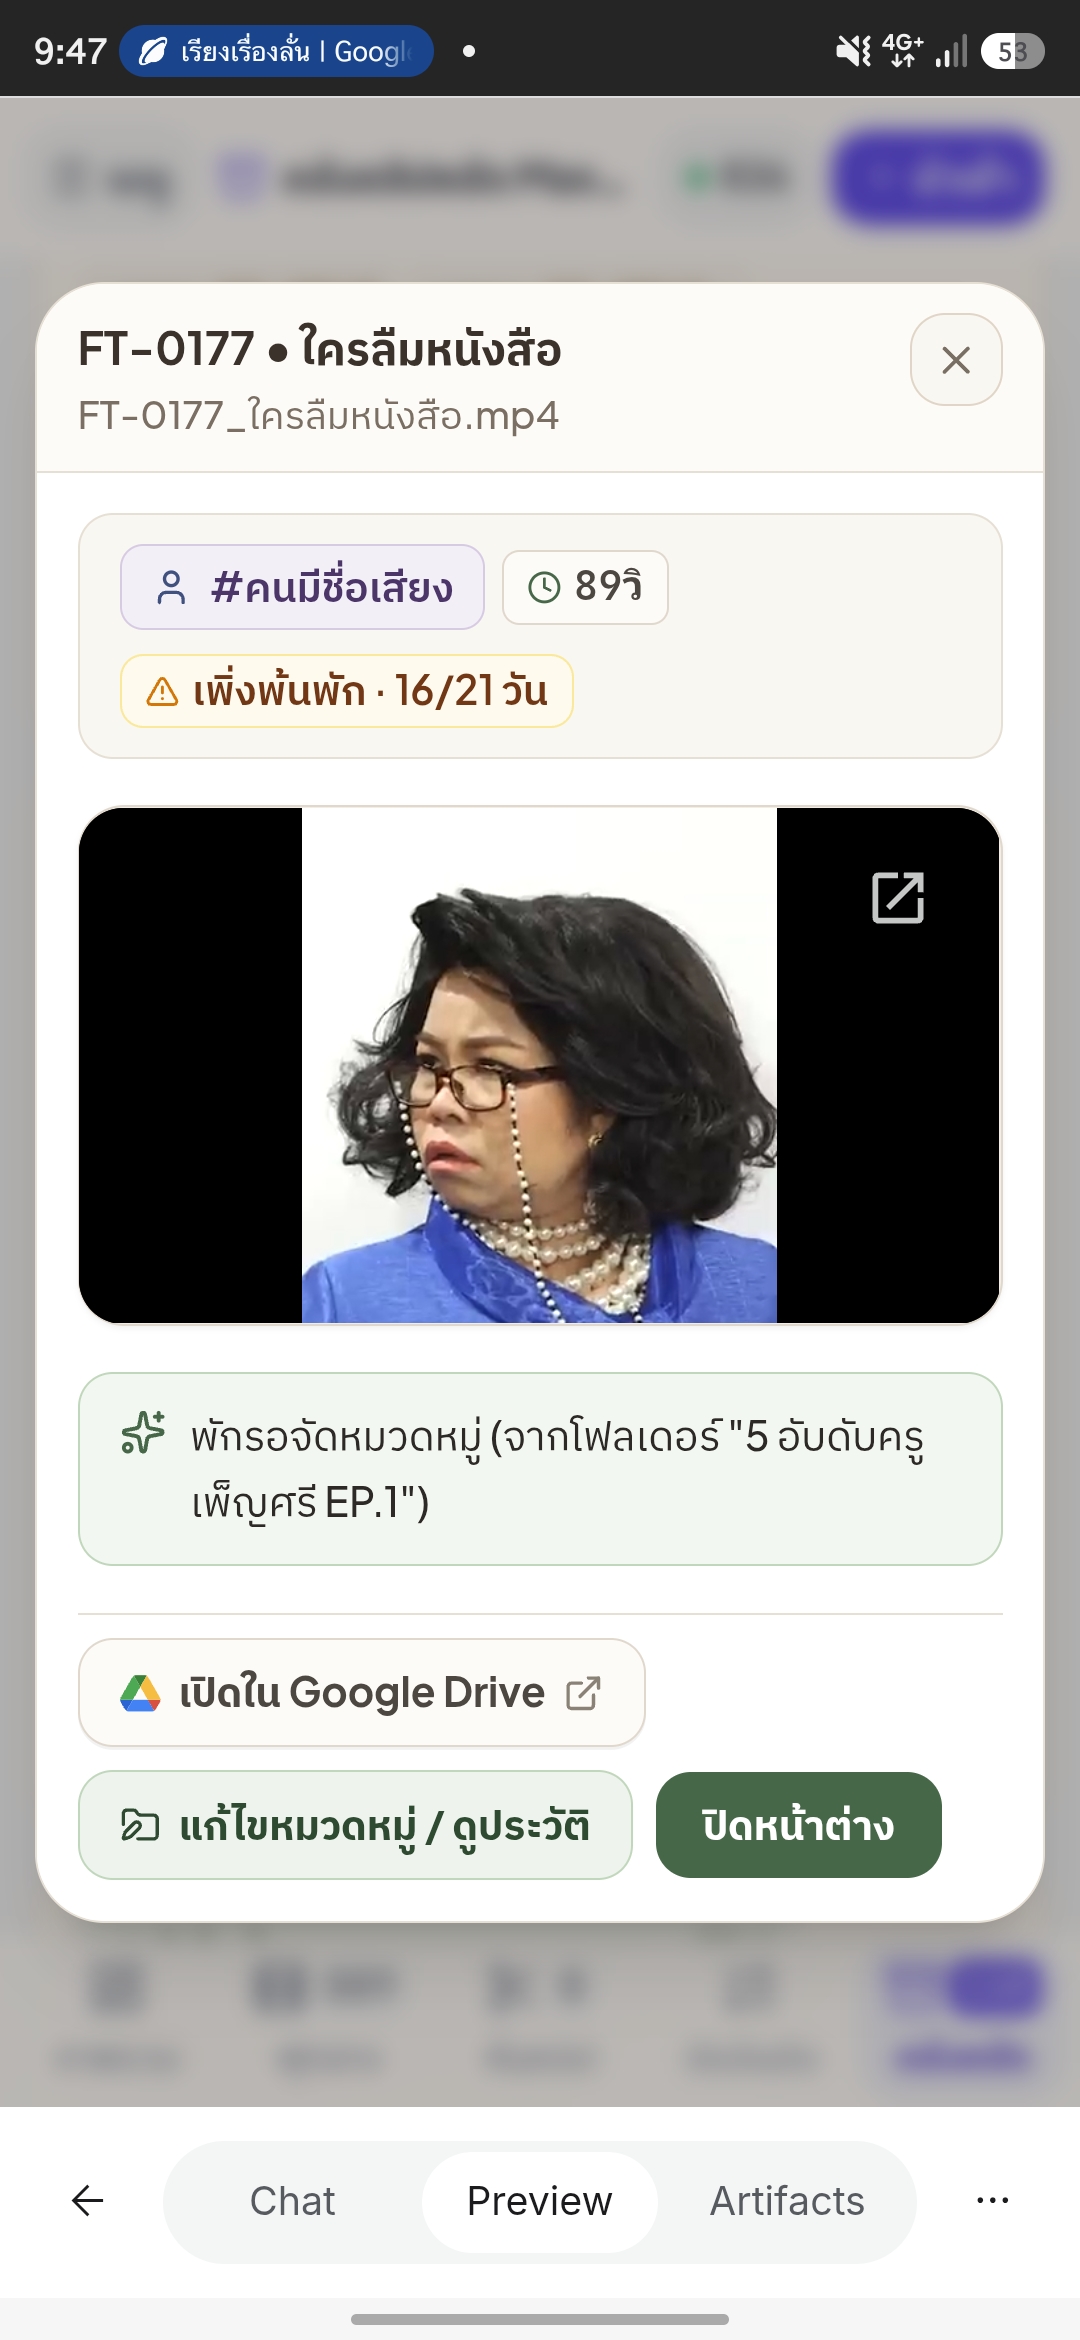 9:47
เรียงเรื่องลั่น | Googl
4G+
53
FT-0177 • ใครลืมหนังสือ
FT-0177_ใครลืมหนังสือ.mp4
#คนมีชื่อเสียง
89วิ
เพิ่งพ้นพัก · 16/21 วัน
พักรอจัดหมวดหมู่ (จากโฟลเดอร์ "5 อับดับครู
เพ็ญศรี EP.1")
เปิดใน Google Drive
แก้ไขหมวดหมู่ / ดูประวัติ
ปิดหน้าต่าง
Chat
Preview
Artifacts